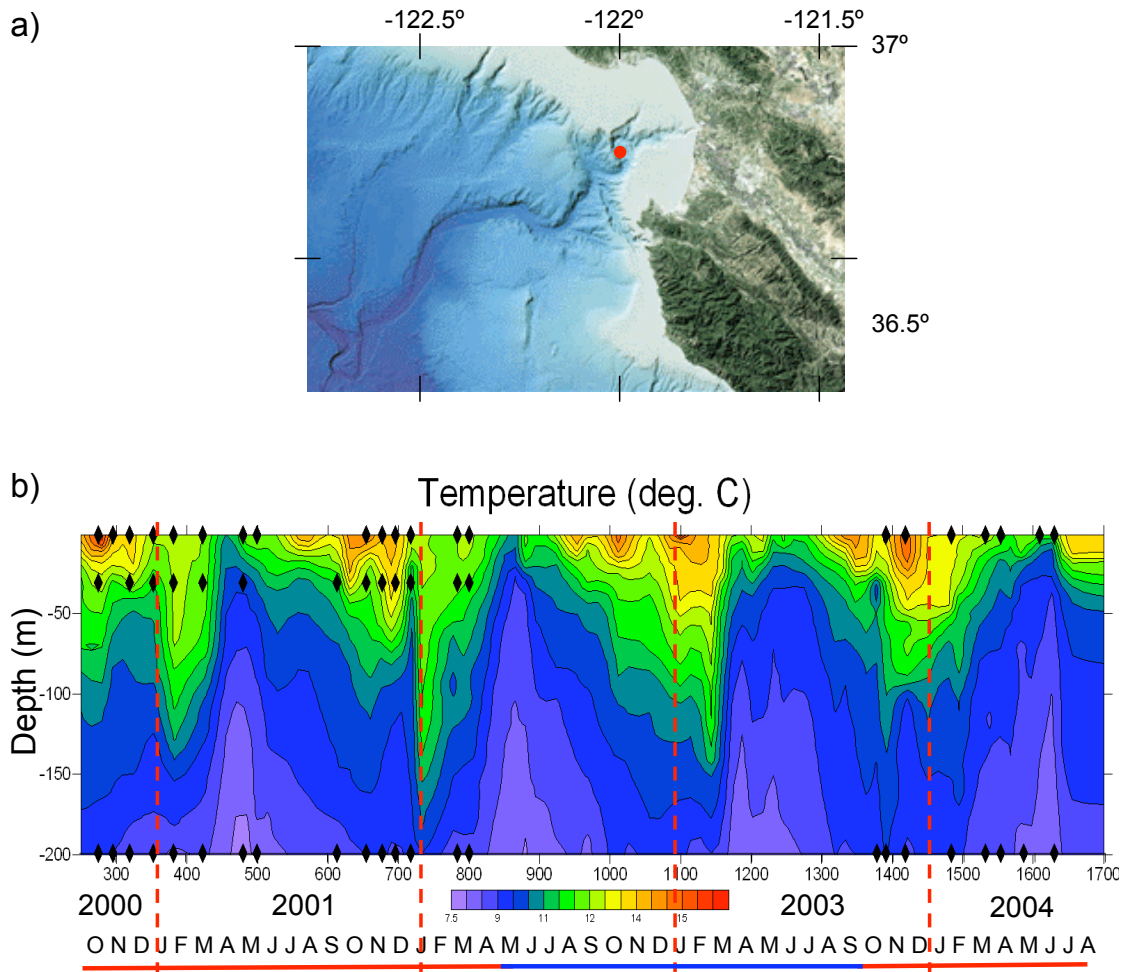 a)
-122.5º -122º -121.5º
37º
36.5º
b)
Temperature (deg. C)
Depth (m)
-50
-100
-150
-200
300 400 500 600 700 800 900 1000 1100 1200 1300 1400 1500 1600 1700
2000 2001 2003 2004
7.5 9 11 12 14 15
O N D J F M A M J J A S O N D J F M A M J J A S O N D J F M A M J J A S O N D J F M A M J J A